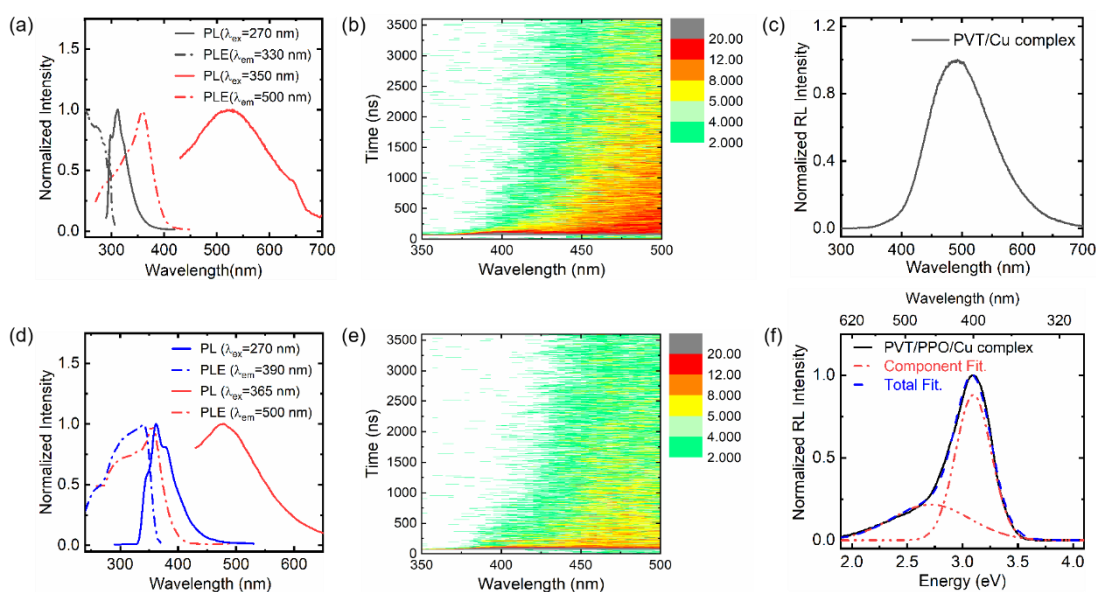 (a)
PL(λex=270 nm)
PLE(λem=330 nm)
PL(λex=350 nm)
PLE(λem=500 nm)
Normalized Intensity
1.5
1.0
0.5
0.0
300 400 500 600 700
Wavelength(nm)
(b)
Time (ns)
3500
3000
2500
2000
1500
1000
500
0
350 400 450 500
Wavelength (nm)
20.00
12.00
8.000
6.000
5.000
4.000
2.000
(c)
PVT/Cu complex
Normalized RL Intensity
1.2
0.8
0.4
0.0
300 400 500 600 700
Wavelength (nm)
(d)
PL (λex=270 nm)
PLE (λem=390 nm)
PL (λex=365 nm)
PLE (λem=500 nm)
Normalized Intensity
1.5
1.0
0.5
0.0
300 400 500 600
Wavelength (nm)
(e)
Time (ns)
3500
3000
2500
2000
1500
1000
500
0
350 400 450 500
Wavelength (nm)
20.00
12.00
8.000
6.000
5.000
4.000
2.000
(f)
Wavelength (nm)
620 500 400 320
PVT/PPO/Cu complex
Component Fit.
Total Fit.
Normalized RL Intensity
1.0
0.5
0.0
2.0 2.5 3.0 3.5 4.0
Energy (eV)